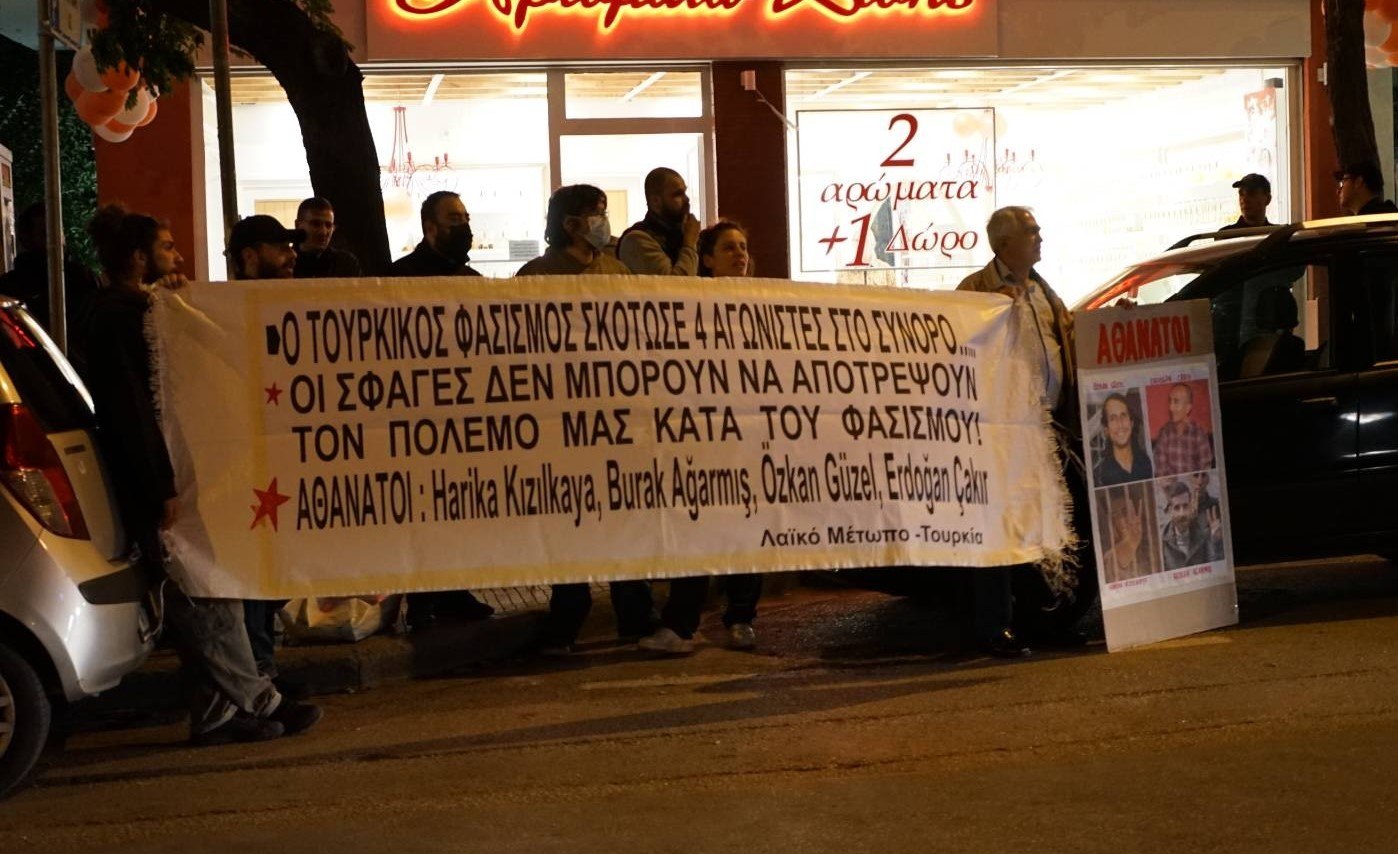 2
αρώματα
+1 Δώρο
Ο ΤΟΥΡΚΙΚΟΣ ΦΑΣΙΣΜΟΣ ΣΚΟΤΩΣΕ 4 ΑΓΩΝΙΣΤΕΣ ΣΤΟ ΣΥΝΟΡΟ....
ΟΙ ΣΦΑΓΕΣ ΔΕΝ ΜΠΟΡΟΥΝ ΝΑ ΑΠΟΤΡΕΨΟΥΝ
ΤΟΝ ΠΟΛΕΜΟ ΜΑΣ ΚΑΤΑ ΤΟΥ ΦΑΣΙΣΜΟΥ!
ΑΘΑΝΑΤΟΙ : Harika Kızılkaya, Burak Ağarmış, Özkan Güzel, Erdoğan Çakır
Λαϊκό Μέτωπο -Τουρκία
ΑΘΑΝΑΤΟΙ